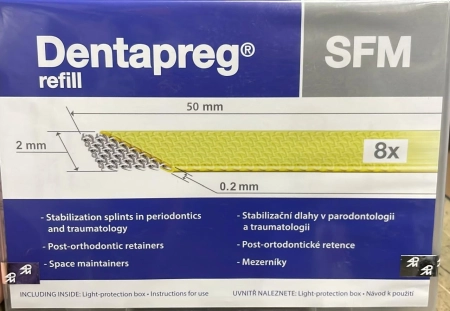 Dentapreg® SFM
refill
50 mm
2 mm
8x
0.2 mm
- Stabilization splints in periodontics
and traumatology
- Post-orthodontic retainers
- Space maintainers
- Stabilizační dlahy v parodontologii
a traumatologii
- Post-ortodontické retence
- Mezerníky
INCLUDING INSIDE: Light-protection box • Instructions for use
UVNITŘ NALEZNETE: Light-protection box • Návod k použití